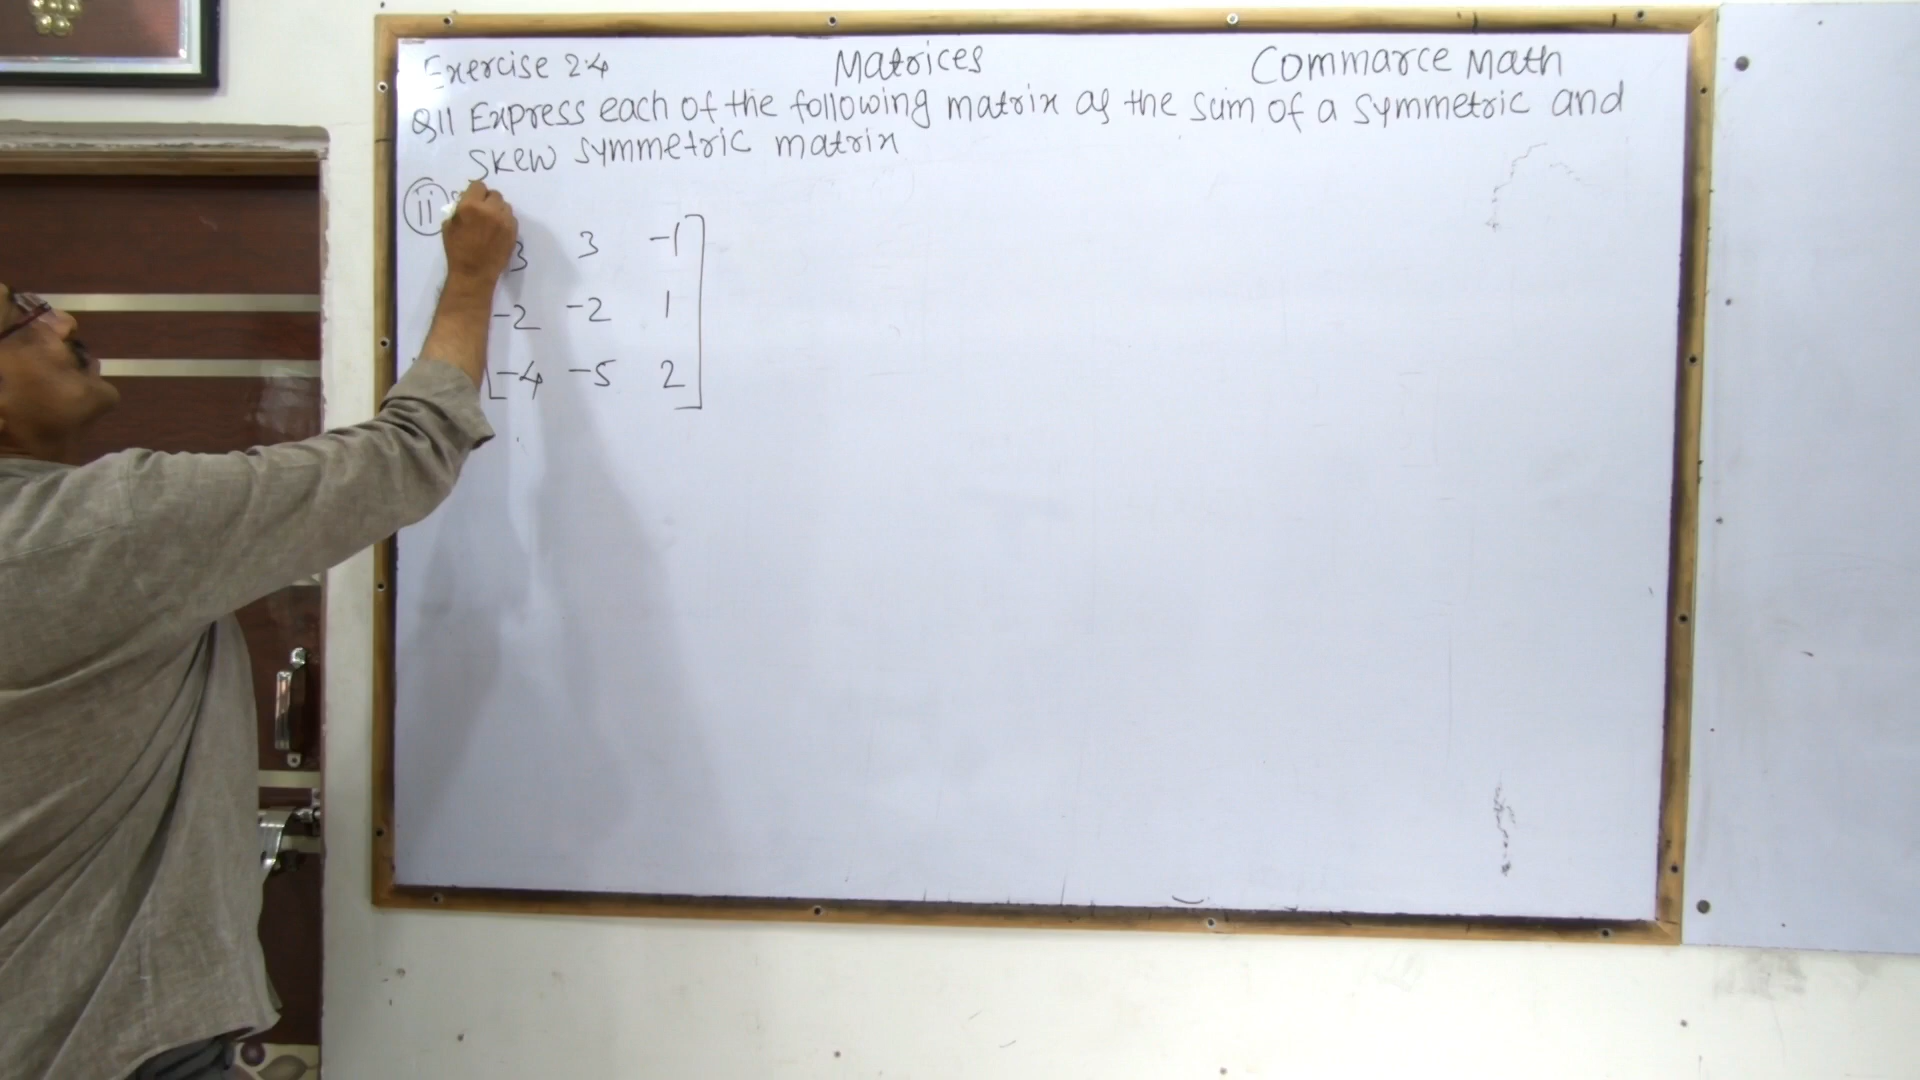 Exercise 2.4 Matrices Commarce Math
Q11 Express each of the following matrix as the sum of a symmetric and
skew symmetric matrix
ii
3 3 -1
-2 -2 1
-4 -5 2